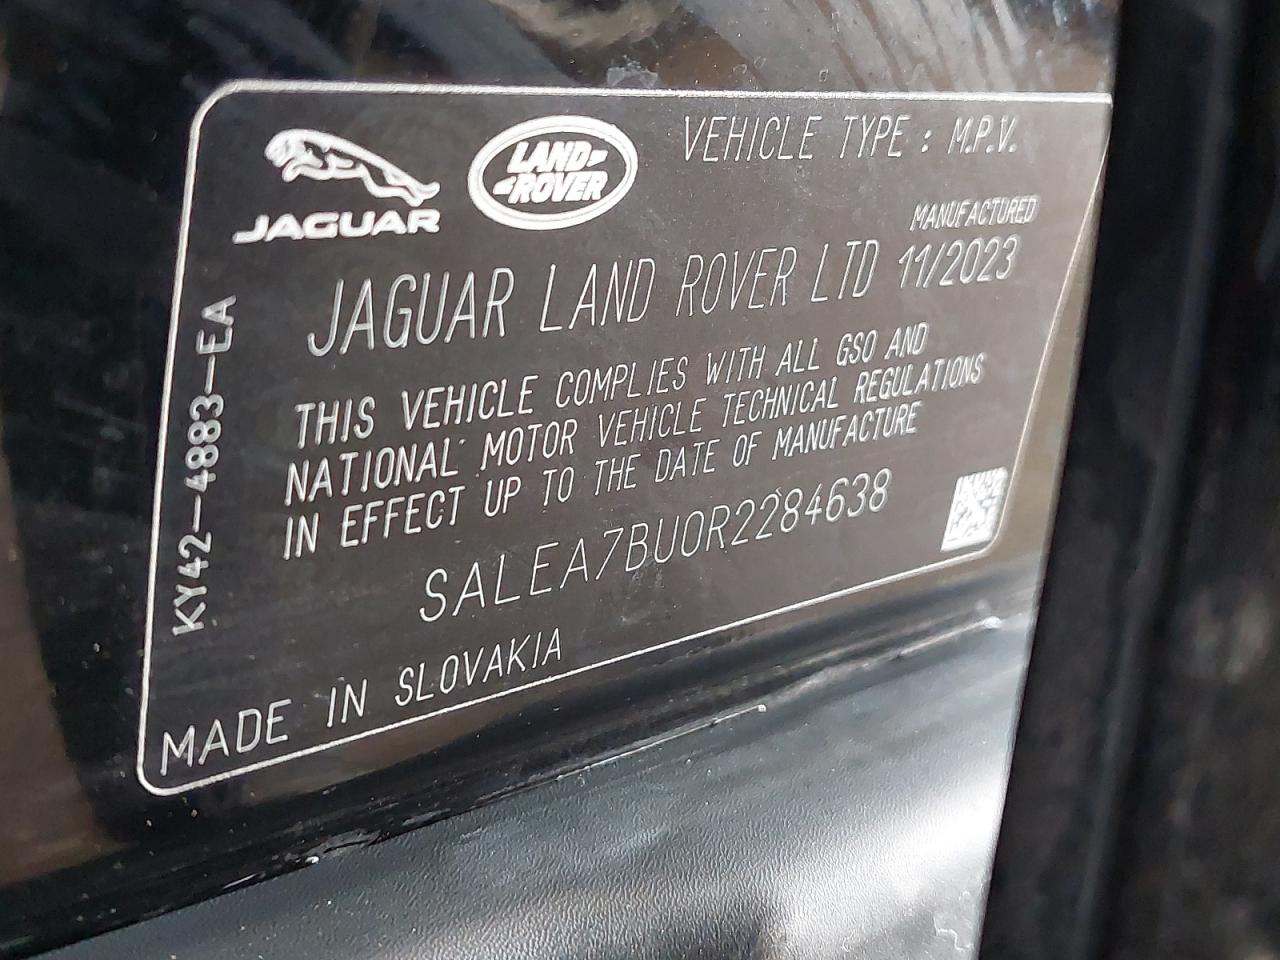 JAGUAR
LAND-
-ROVER
VEHICLE TYPE : M.P.V.
MANUFACTURED
JAGUAR LAND ROVER LTD 11/2023
THIS VEHICLE COMPLIES WITH ALL GSO AND
NATIONAL MOTOR VEHICLE TECHNICAL REGULATIONS
IN EFFECT UP TO THE DATE OF MANUFACTURE
SALEA7BU0R2284638
MADE IN SLOVAKIA
KY42-4883-EA